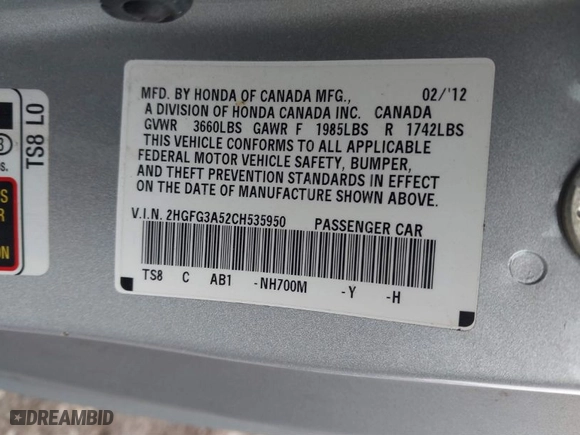 MFD. BY HONDA OF CANADA MFG., 02/'12
A DIVISION OF HONDA CANADA INC. CANADA
GVWR 3660LBS GAWR F 1985LBS R 1742LBS
THIS VEHICLE CONFORMS TO ALL APPLICABLE
FEDERAL MOTOR VEHICLE SAFETY, BUMPER,
AND THEFT PREVENTION STANDARDS IN EFFECT
ON THE DATE OF MANUFACTURE SHOWN ABOVE.
V.I.N. 2HGFG3A52CH535950 PASSENGER CAR
TS8 C AB1 -NH700M -Y -H
TS8 L0
DREAMBID